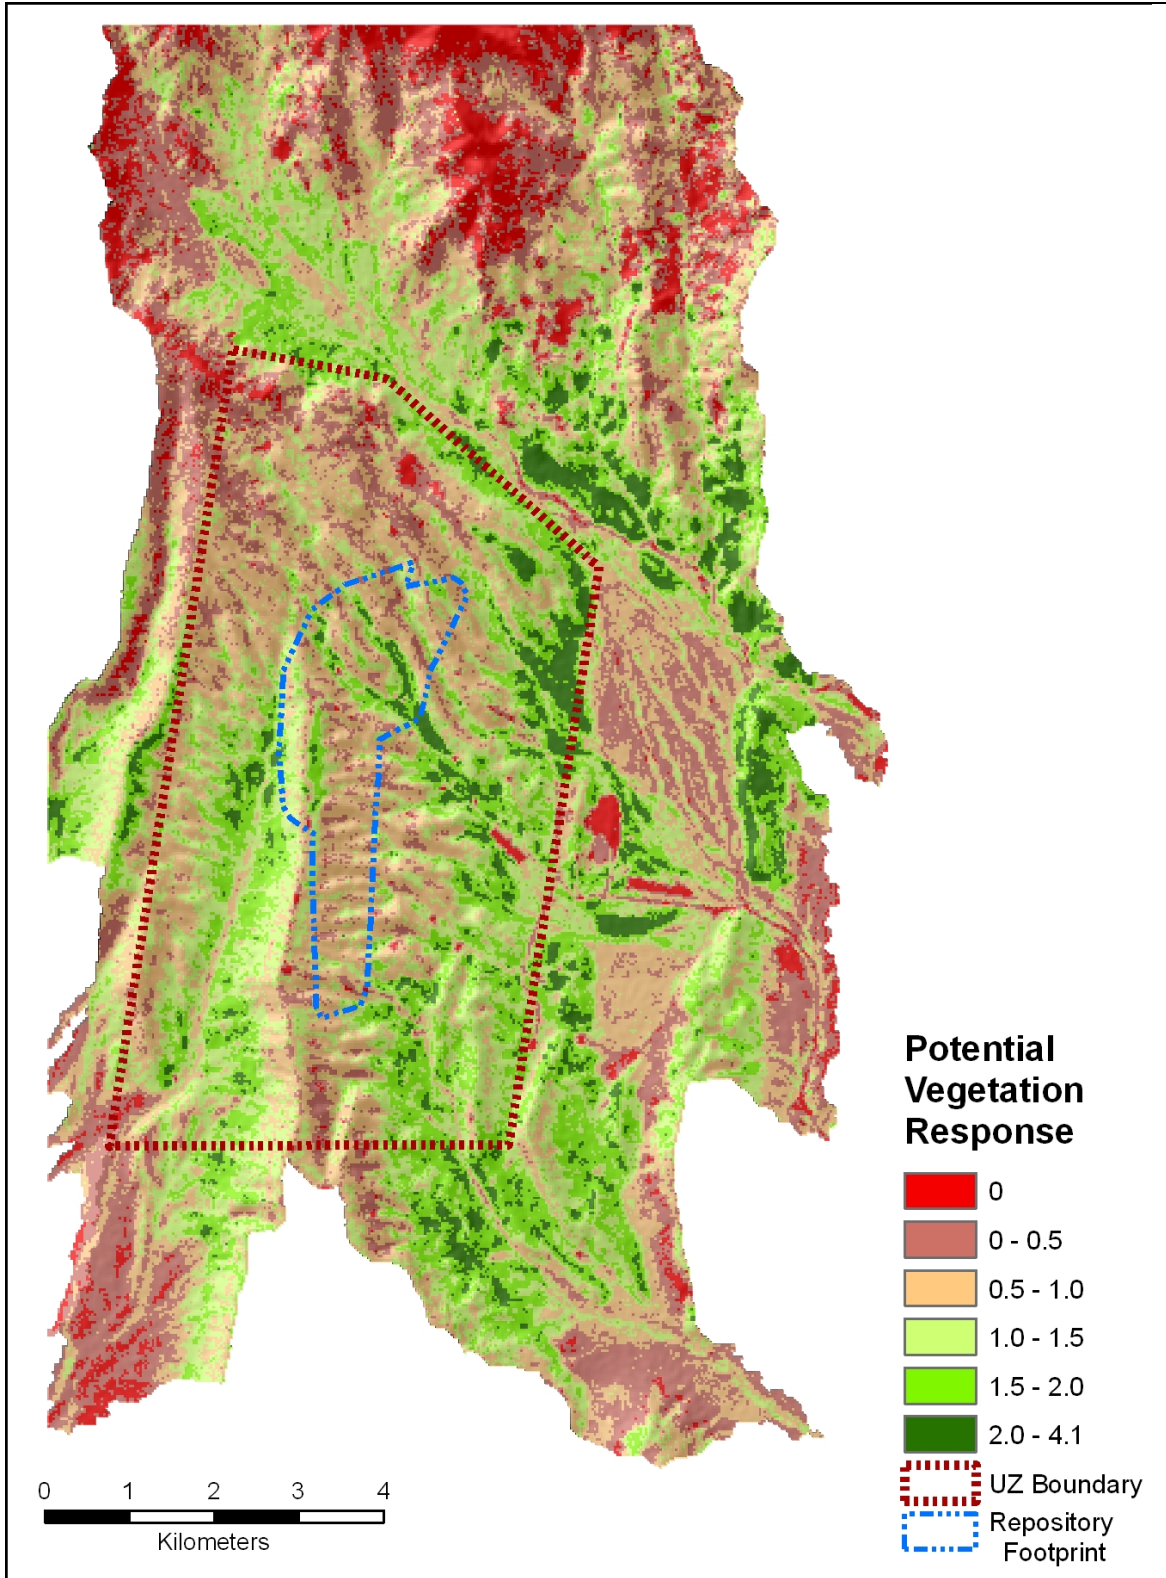 Potential
Vegetation
Response
0
0 - 0.5
0.5 - 1.0
1.0 - 1.5
1.5 - 2.0
2.0 - 4.1
UZ Boundary
Repository
Footprint
0 1 2 3 4
Kilometers